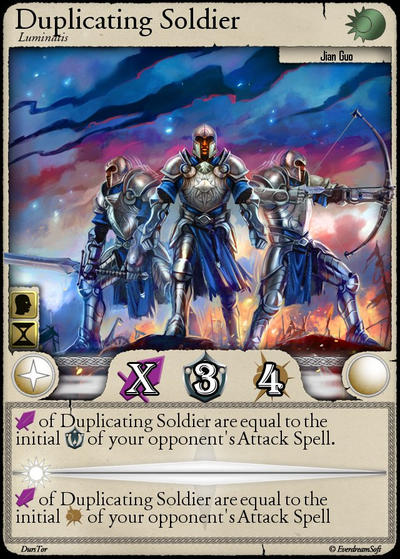 Duplicating Soldier
Luminatis
Jian Guo
X 3 4
of Duplicating Soldier are equal to the
initial of your opponent's Attack Spell.
of Duplicating Soldier are equal to the
initial of your opponent's Attack Spell
DursTor © EverdreamSoft